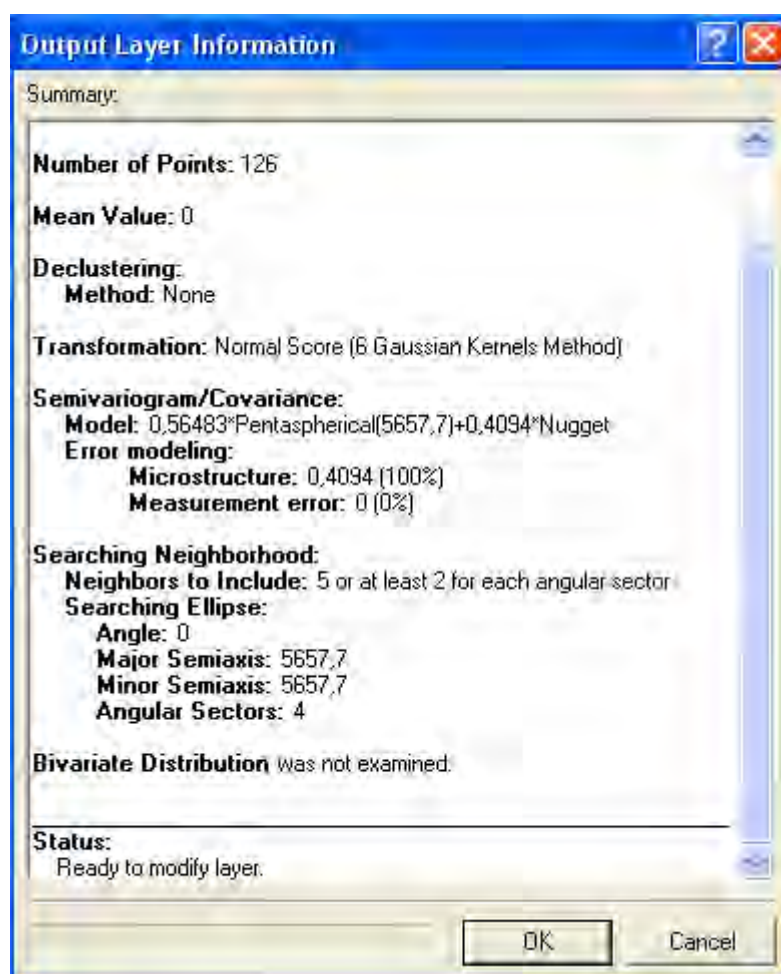 Output Layer Information
Summary:
Number of Points: 126
Mean Value: 0
Declustering:
Method: None
Transformation: Normal Score (6 Gaussian Kernels Method)
Semivariogram/Covariance:
Model: 0,56483*Pentaspherical(5657,7)+0,4094*Nugget
Error modeling:
Microstructure: 0,4094 (100%)
Measurement error: 0 (0%)
Searching Neighborhood:
Neighbors to Include: 5 or at least 2 for each angular sector
Searching Ellipse:
Angle: 0
Major Semiaxis: 5657,7
Minor Semiaxis: 5657,7
Angular Sectors: 4
Bivariate Distribution was not examined.
Status:
Ready to modify layer.
OK
Cancel